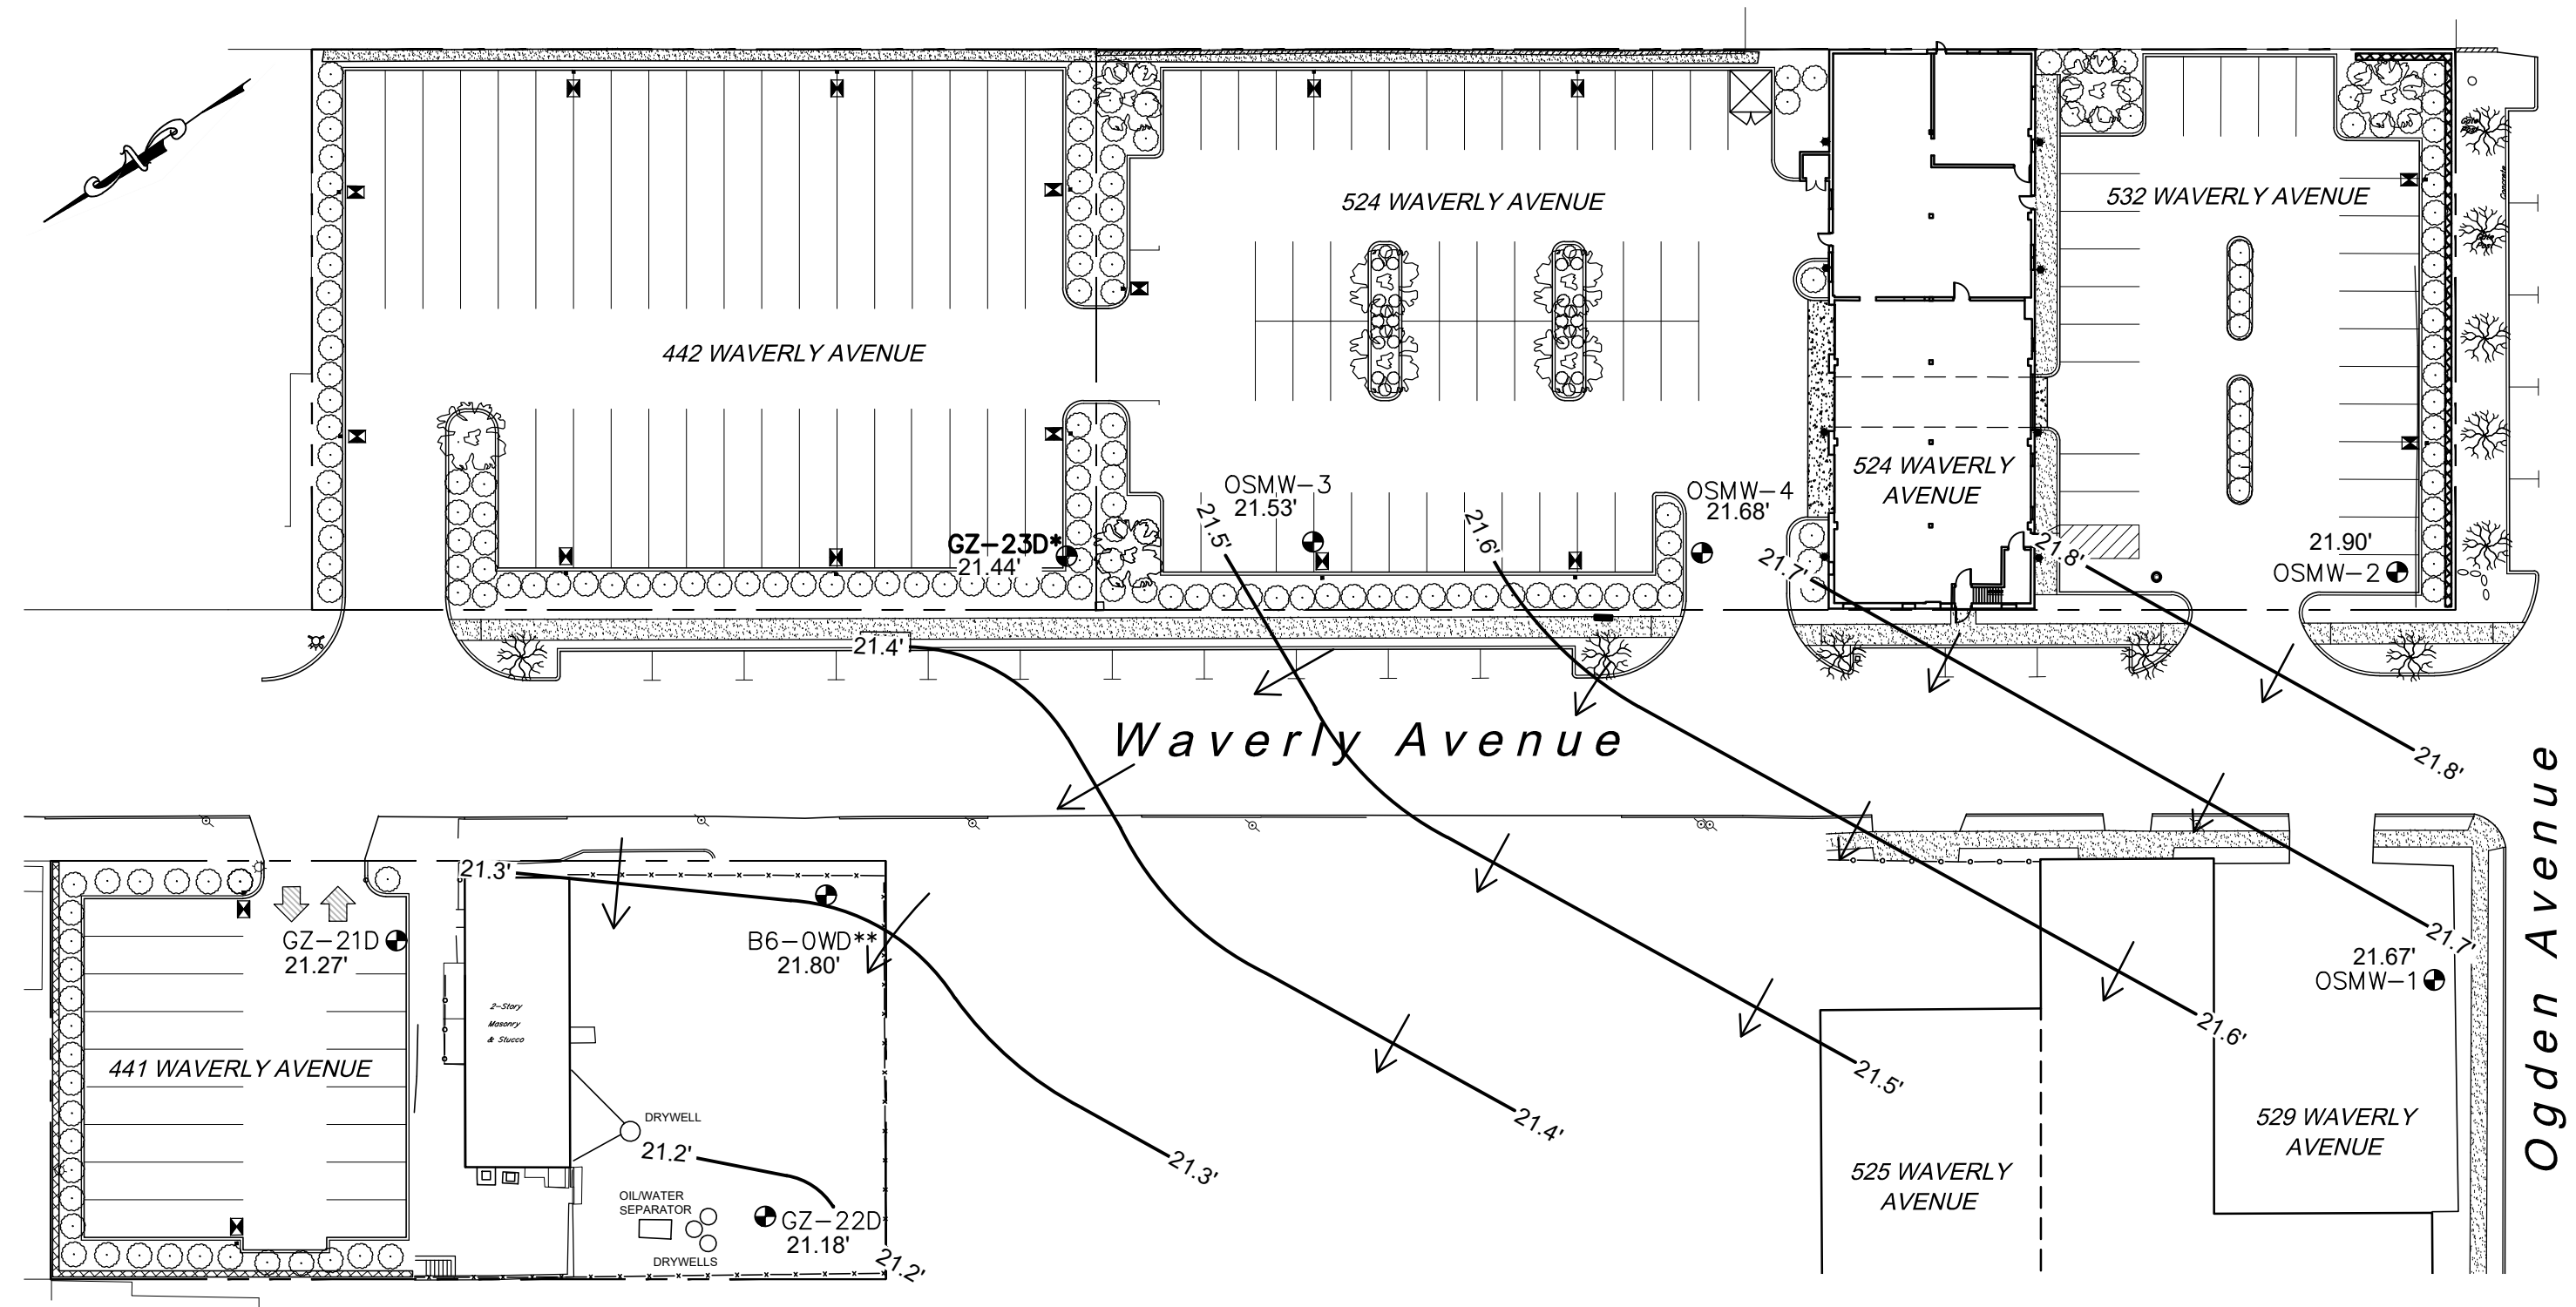 524 WAVERLY AVENUE
532 WAVERLY AVENUE
442 WAVERLY AVENUE
524 WAVERLY
AVENUE
OSMW-3
21.53'
OSMW-4
21.68'
21.5'
21.6'
GZ-23D*
21.44'
21.7'
21.8'
21.90'
OSMW-2
21.4'
Waverly Avenue
21.8'
Ogden Avenue
21.3'
GZ-21D
21.27'
B6-OWD**
21.80'
21.7'
21.67'
OSMW-1
2-Story
Masonry
& Stucco
21.6'
441 WAVERLY AVENUE
21.5'
DRYWELL
21.4'
529 WAVERLY
AVENUE
21.2'
21.3'
525 WAVERLY
AVENUE
OIL/WATER
SEPARATOR
GZ-22D
21.18'
DRYWELLS
21.2'